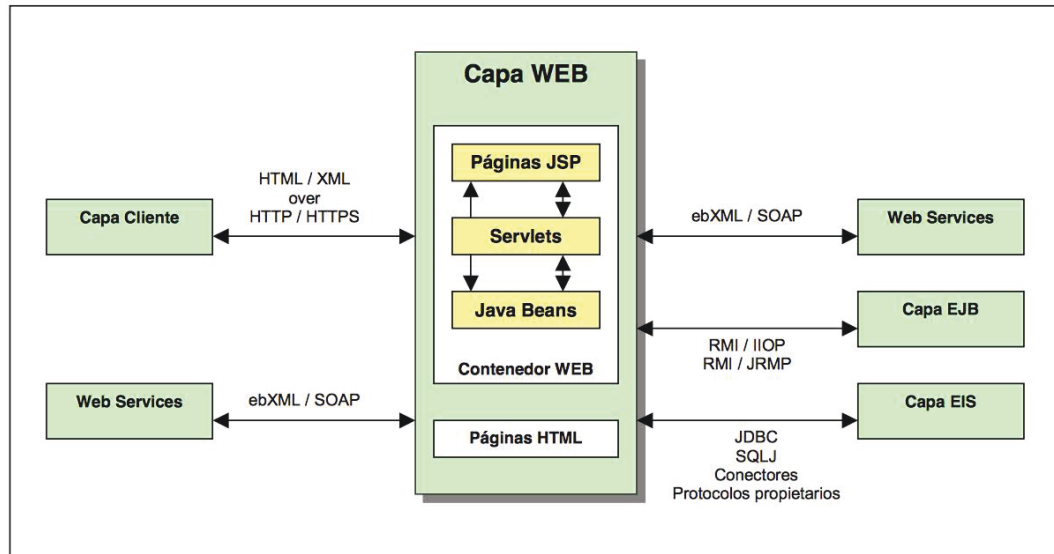 Capa WEB
Páginas JSP
Servlets
Java Beans
Contenedor WEB
Páginas HTML
HTML / XML
over
HTTP / HTTPS
Capa Cliente
Web Services
ebXML / SOAP
ebXML / SOAP
Web Services
Capa EJB
RMI / IIOP
RMI / JRMP
Capa EIS
JDBC
SQLJ
Conectores
Protocolos propietarios